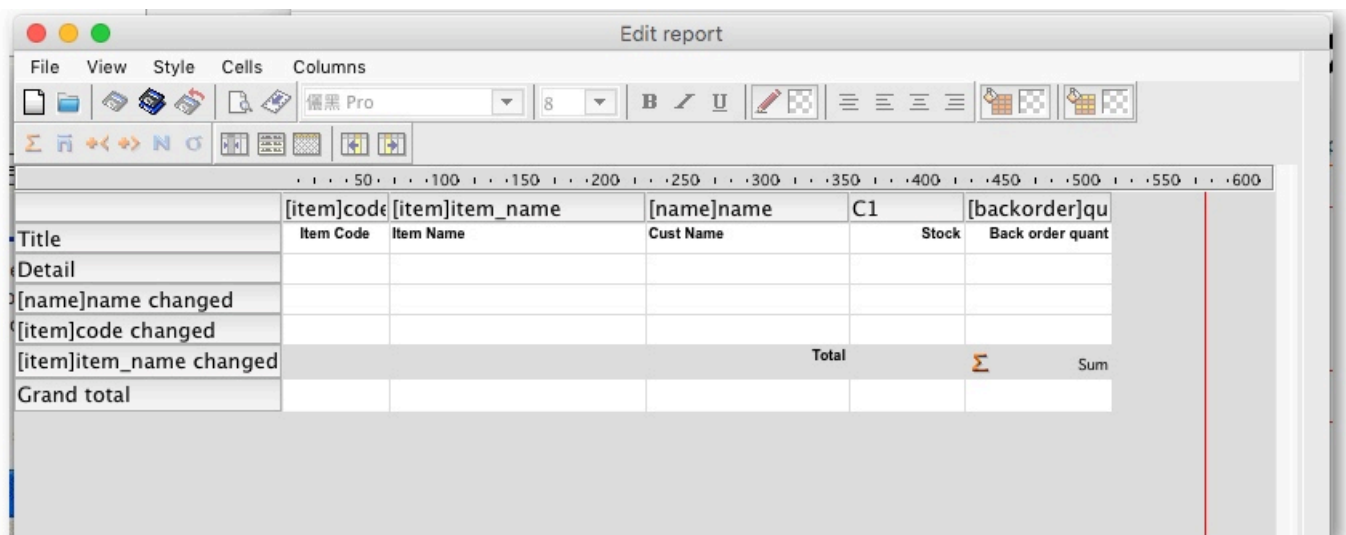 Edit report
File View Style Cells Columns
儷黑 Pro 8 B I U
Σ n N σ
50 100 150 200 250 300 350 400 450 500 550 600
[item]code [item]item_name [name]name C1 [backorder]qu
Title Item Code Item Name Cust Name Stock Back order quant
Detail
[name]name changed
[item]code changed
[item]item_name changed Total Σ Sum
Grand total